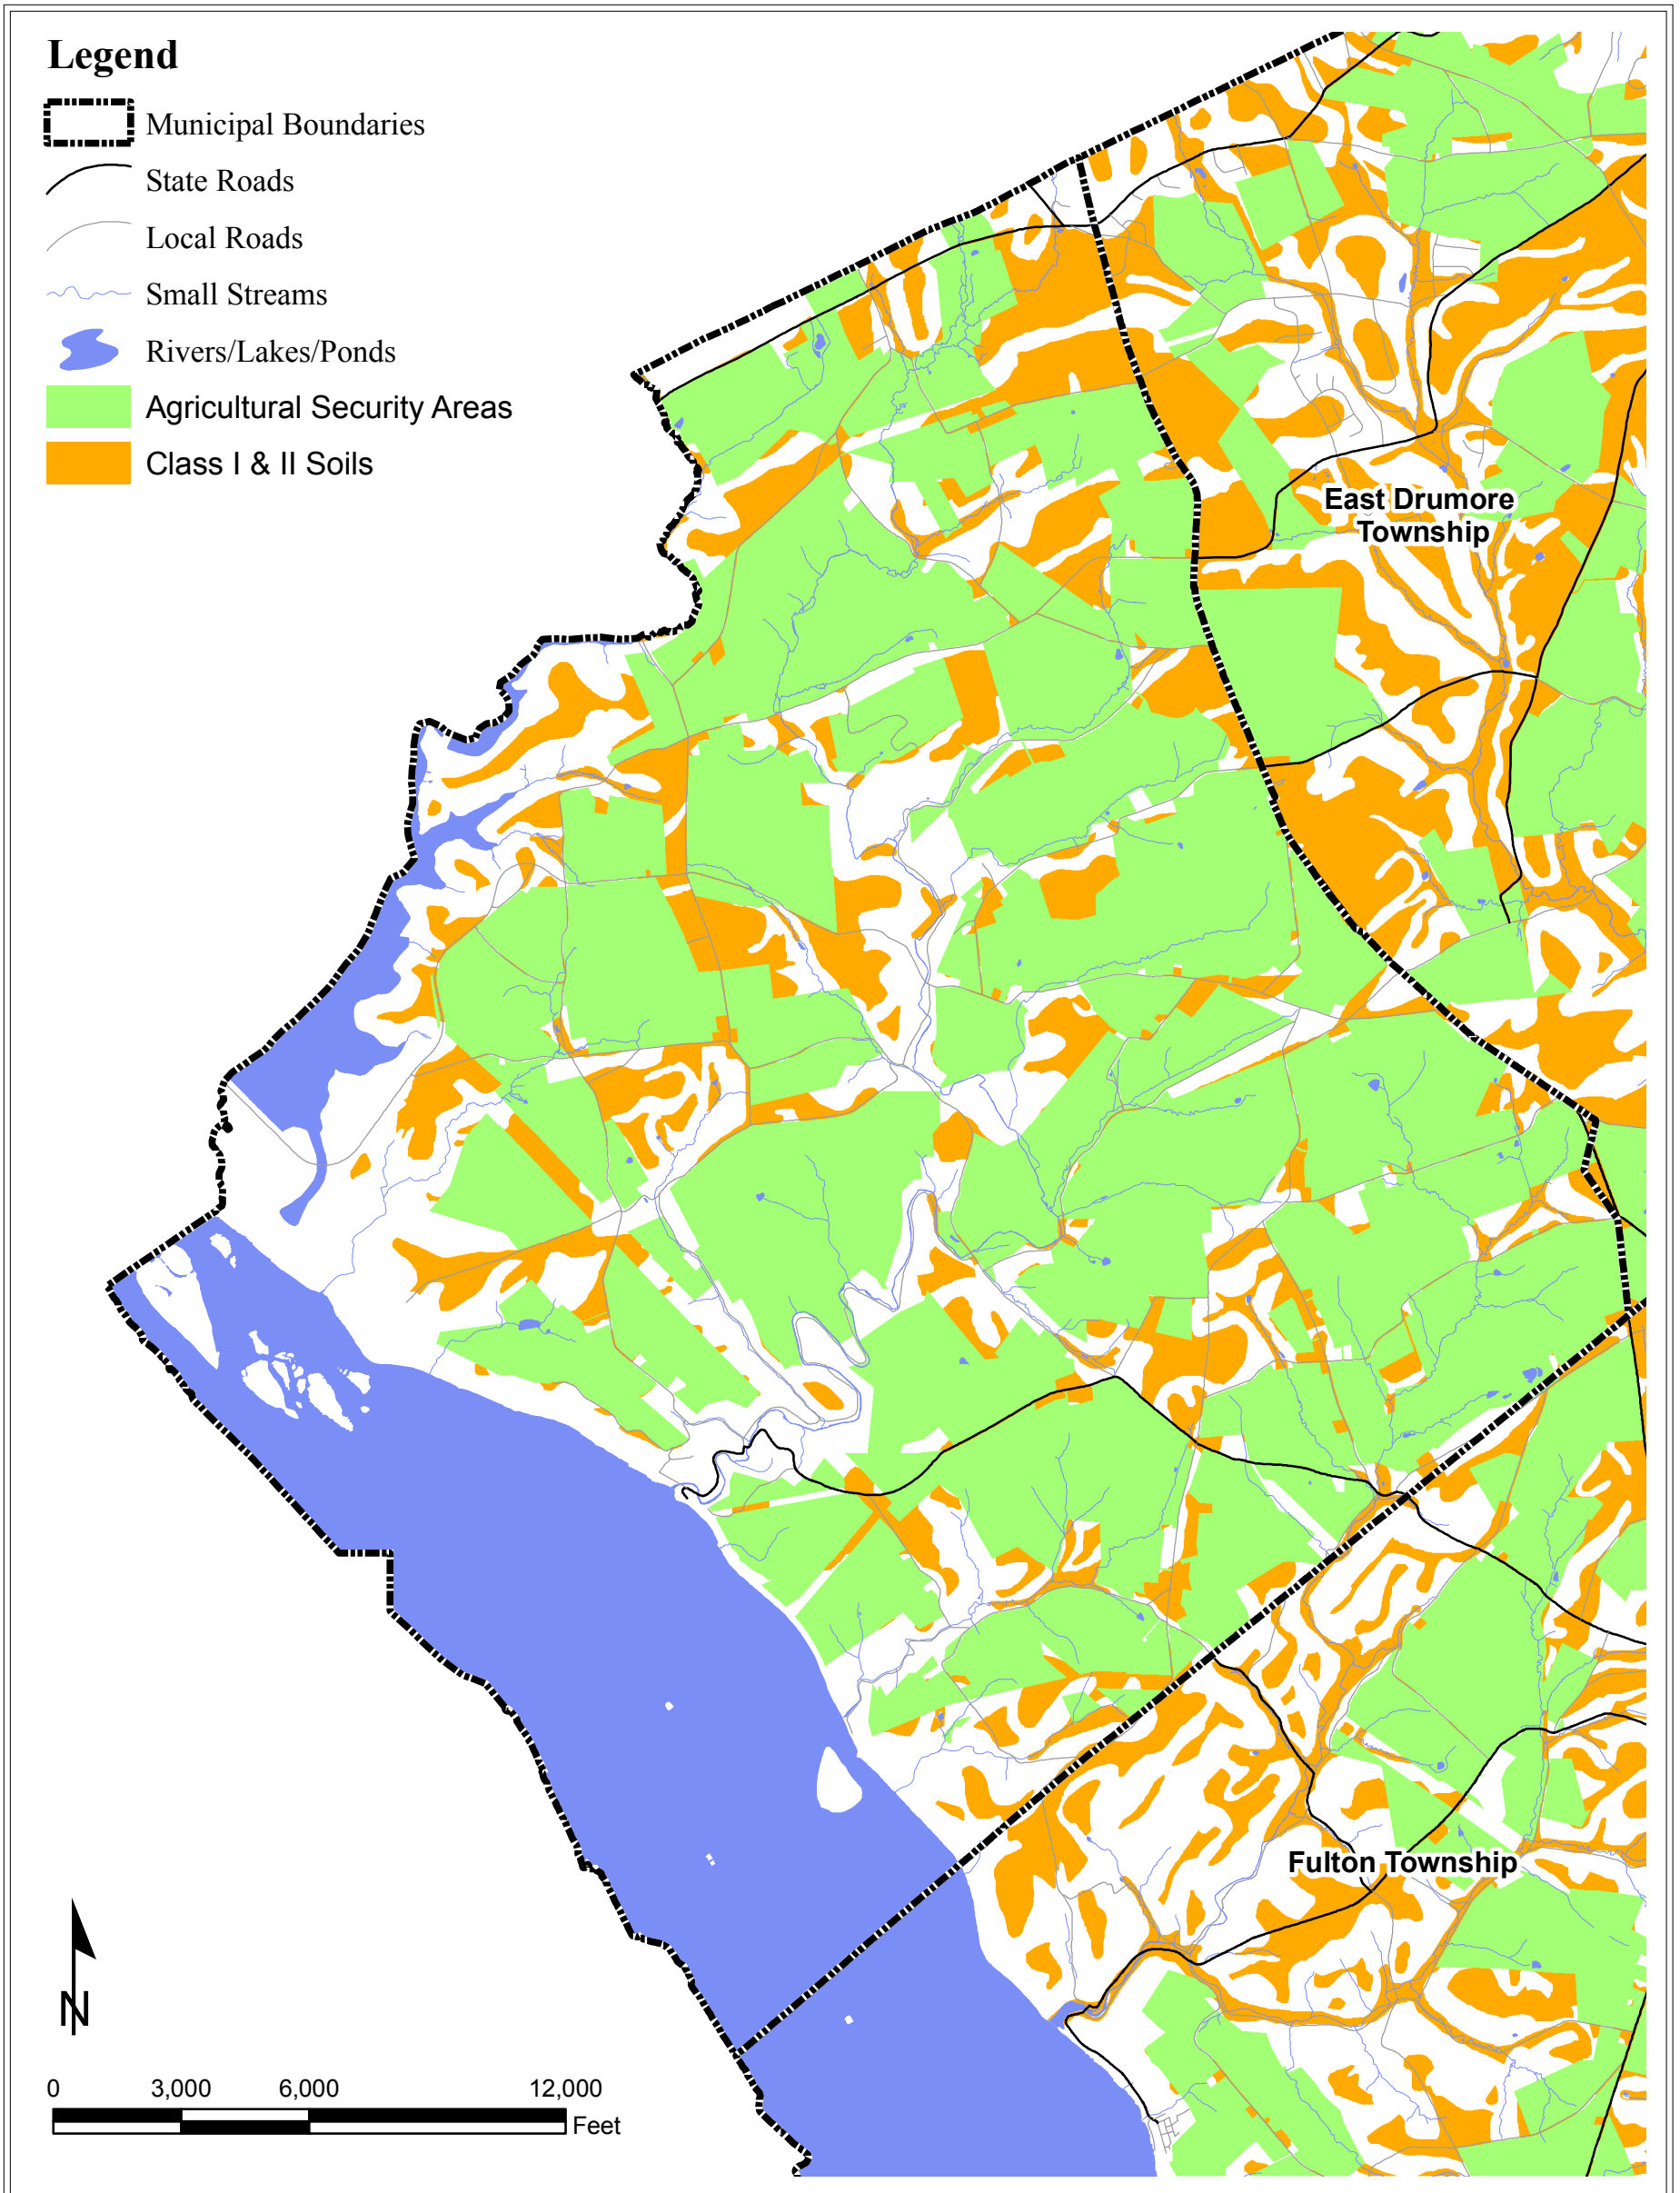 Legend
Municipal Boundaries
State Roads
Local Roads
Small Streams
Rivers/Lakes/Ponds
Agricultural Security Areas
Class I & II Soils
East Drumore
Township
Fulton Township
N
0 3,000 6,000 12,000
Feet